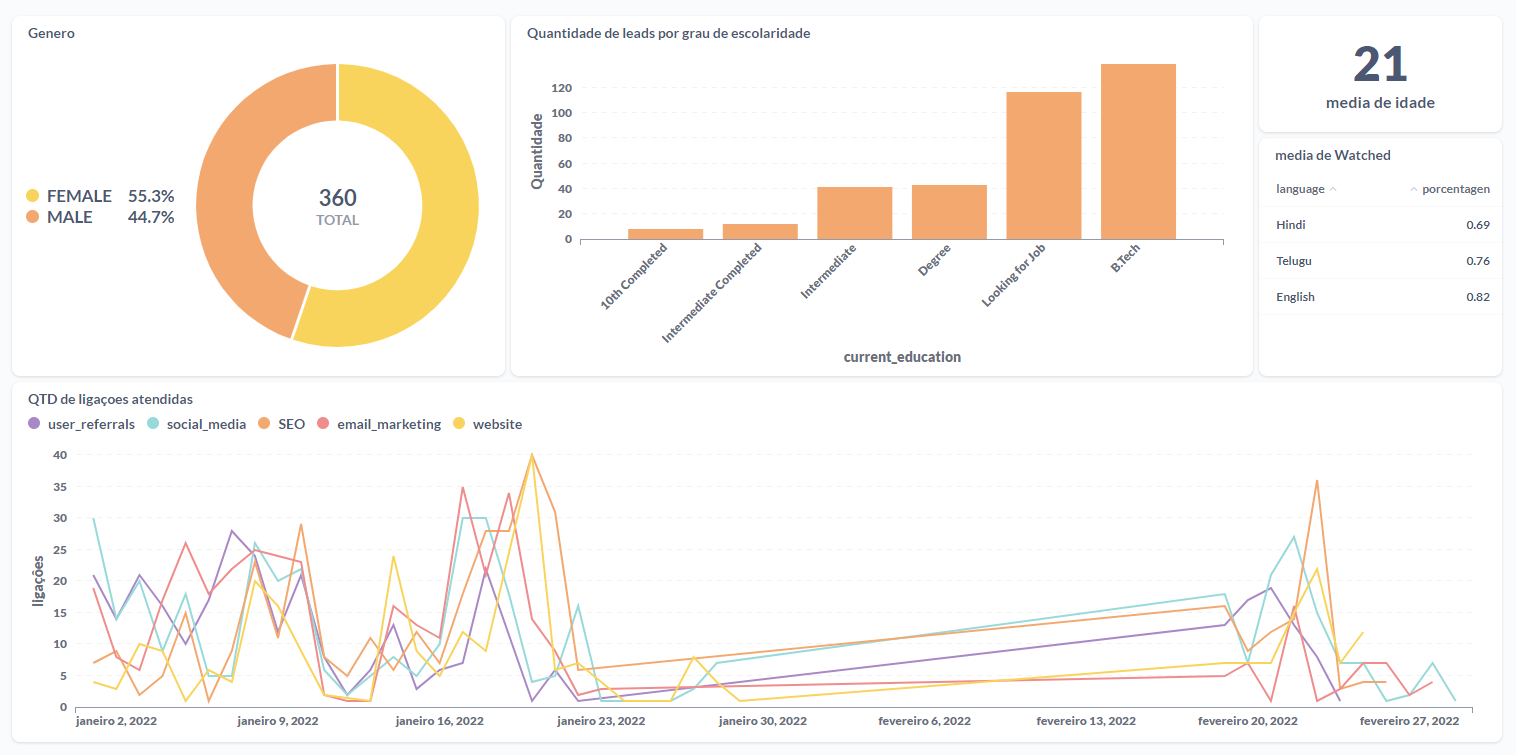 Genero
FEMALE 55.3%
MALE 44.7%
360
TOTAL
Quantidade de leads por grau de escolaridade
Quantidade
120
100
80
60
40
20
0
10th Completed
Intermediate Completed
Intermediate
Degree
Looking for Job
B.Tech
current_education
21
media de idade
media de Watched
language porcentagen
Hindi 0.69
Telugu 0.76
English 0.82
QTD de ligaçoes atendidas
user_referrals social_media SEO email_marketing website
ligações
40
35
30
25
20
15
10
5
0
janeiro 2, 2022 janeiro 9, 2022 janeiro 16, 2022 janeiro 23, 2022 janeiro 30, 2022 fevereiro 6, 2022 fevereiro 13, 2022 fevereiro 20, 2022 fevereiro 27, 2022